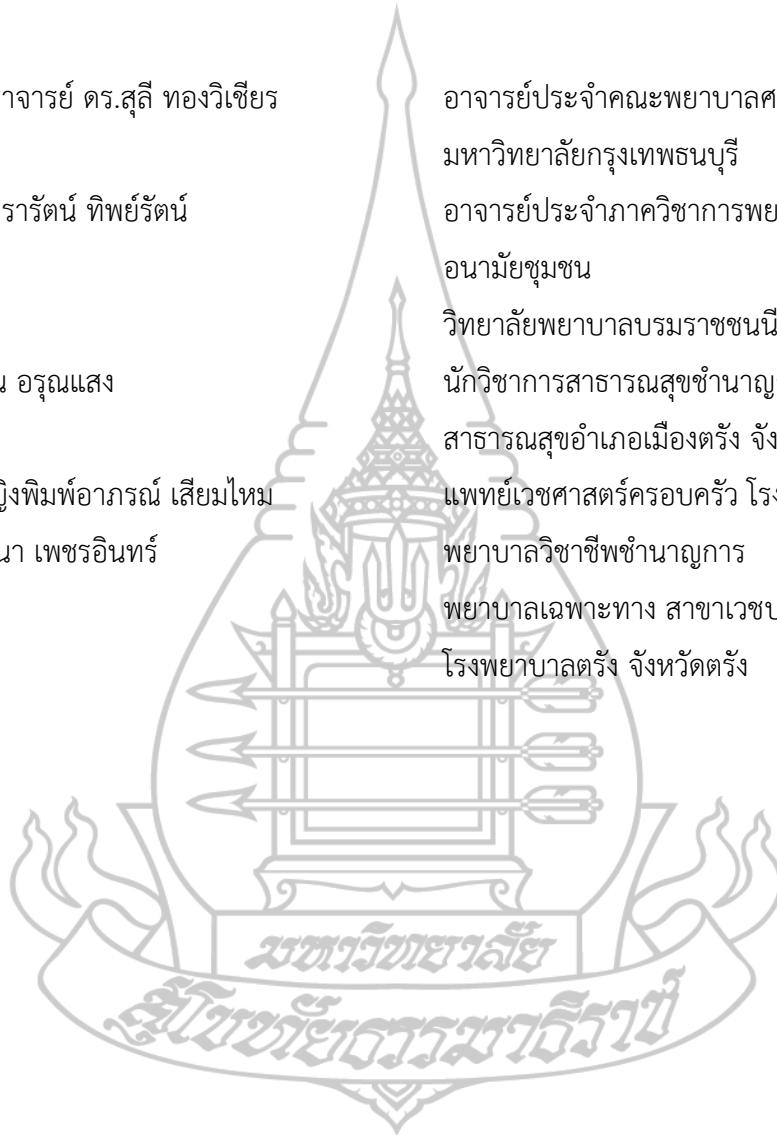 าจารย์ ดร.สุลี ทองวิเชียร อาจารย์ประจำคณะพยาบาลศ
มหาวิทยาลัยกรุงเทพธนบุรี
รารัตน์ ทิพย์รัตน์ อาจารย์ประจำภาควิชาการพย
อนามัยชุมชน
วิทยาลัยพยาบาลบรมราชชนนี
น อรุณแสง นักวิชาการสาธารณสุขชำนาญ
สาธารณสุขอำเภอเมืองตรัง จัง
ญิงพิมพ์อาภรณ์ เสียมไหม แพทย์เวชศาสตร์ครอบครัว โรง
นา เพชรอินทร์ พยาบาลวิชาชีพชำนาญการ
พยาบาลเฉพาะทาง สาขาเวชป
โรงพยาบาลตรัง จังหวัดตรัง
มหาวิทยาลัย
สุโขทัยธรรมาธิราช